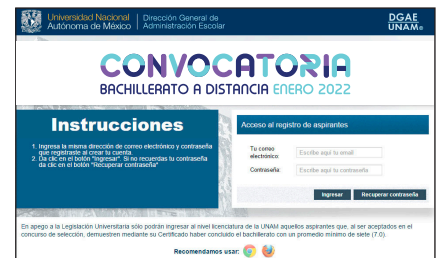 Universidad Nacional Dirección General de
Autónoma de México Administración Escolar
DGAE
UNAM®
CONVOCATORIA
BACHILLERATO A DISTANCIA ENERO 2022
Instrucciones
1. Ingresa la misma dirección de correo electrónico y contraseña
que registraste al crear tu cuenta.
2. Da clic en el botón "Ingresar". Si no recuerdas tu contraseña
da clic en el botón "Recuperar contraseña"
Acceso al registro de aspirantes
Tu correo
electrónico:
Escribe aquí tu email
Contraseña:
Escribe aquí tu contraseña
Ingresar
Recuperar contraseña
En apego a la Legislación Universitaria sólo podrán ingresar al nivel licenciatura de la UNAM aquellos aspirantes que, al ser aceptados en el
concurso de selección, demuestren mediante su Certificado haber concluido el bachillerato con un promedio mínimo de siete (7.0).
Recomendamos usar: